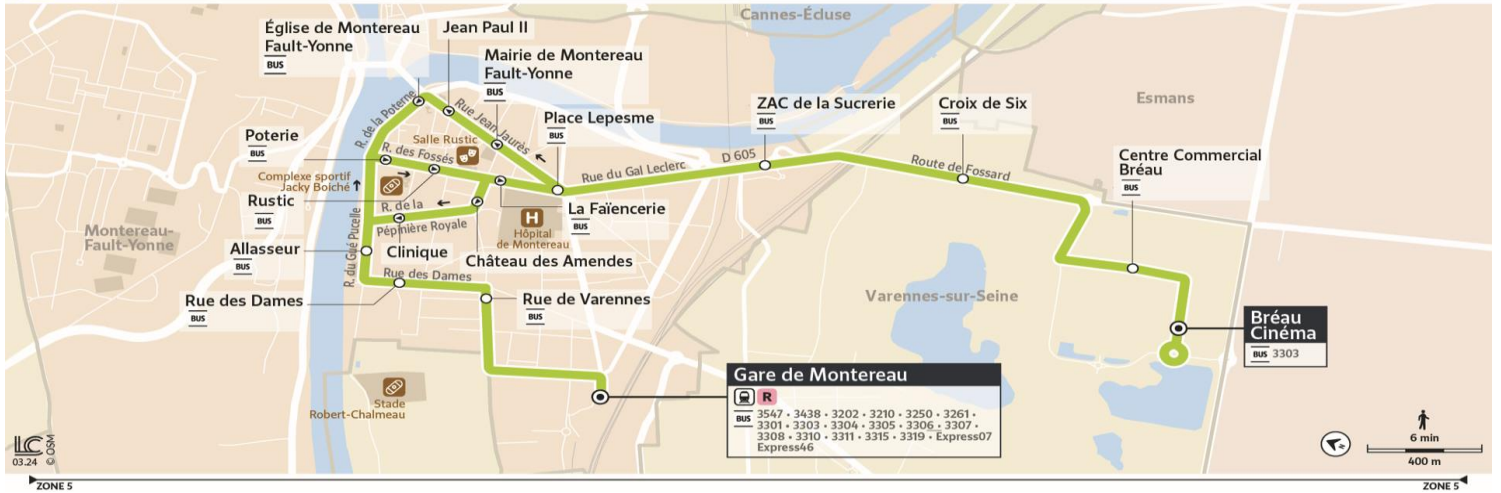 Cannes-Écluse
Église de Montereau
Fault-Yonne
BUS
Jean Paul II
Mairie de Montereau
Fault-Yonne
BUS
Place Lepesme
BUS
ZAC de la Sucrerie
BUS
Croix de Six
BUS
Esmans
Centre Commercial
Bréau
BUS
R. de la Poterne
Rue Jean Jaurès
Salle Rustic
Poterie
BUS
R. des Fossés
Rue du Gal Leclerc
D 605
Route de Fossard
Complexe sportif
Jacky Boiché
Rustic
BUS
R. de la
Pépinière Royale
H
Hôpital
de Montereau
La Faïencerie
BUS
Montereau-
Fault-Yonne
Allasseur
BUS
R. du Gué Pucelle
Clinique
Château des Amendes
Rue des Dames
Rue des Dames
BUS
Rue de Varennes
BUS
Varennes-sur-Seine
Bréau
Cinéma
BUS 3303
Stade
Robert-Chalmeau
Gare de Montereau
R
BUS 3547 • 3438 • 3202 • 3210 • 3250 • 3261 •
3301 • 3303 • 3304 • 3305 • 3306 • 3307 •
3308 • 3310 • 3311 • 3315 • 3319 • Express07
Express46
LC
03.24
© OSM
N
6 min
400 m
ZONE 5
ZONE 5